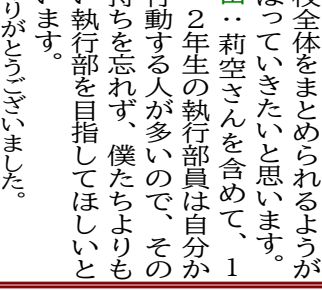 校全体をまとめられるようが
ばっていきたいと思います。
：莉空さんを含めて、１
２年生の執行部員は自分か
行動する人が多いので、その
持ちを忘れず、僕たちよりも
い執行部を目指してほしいと
います。
りがとうございました。